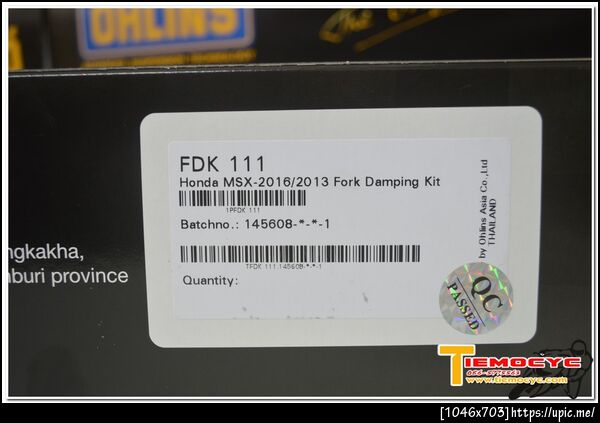 OHLINS
The
FDK 111
Honda MSX-2016/2013 Fork Damping Kit
1PFDK 111
Batchno.: 145608-*-*-1
TFDK 111.145608-*-*-1
Quantity:
by Ohlins Asia Co.,Ltd
THAILAND
ngkakha,
buri province
QC
PASSED
TIEMOCYC
www.tiemocyc.com
[1046x703]https://upic.me/